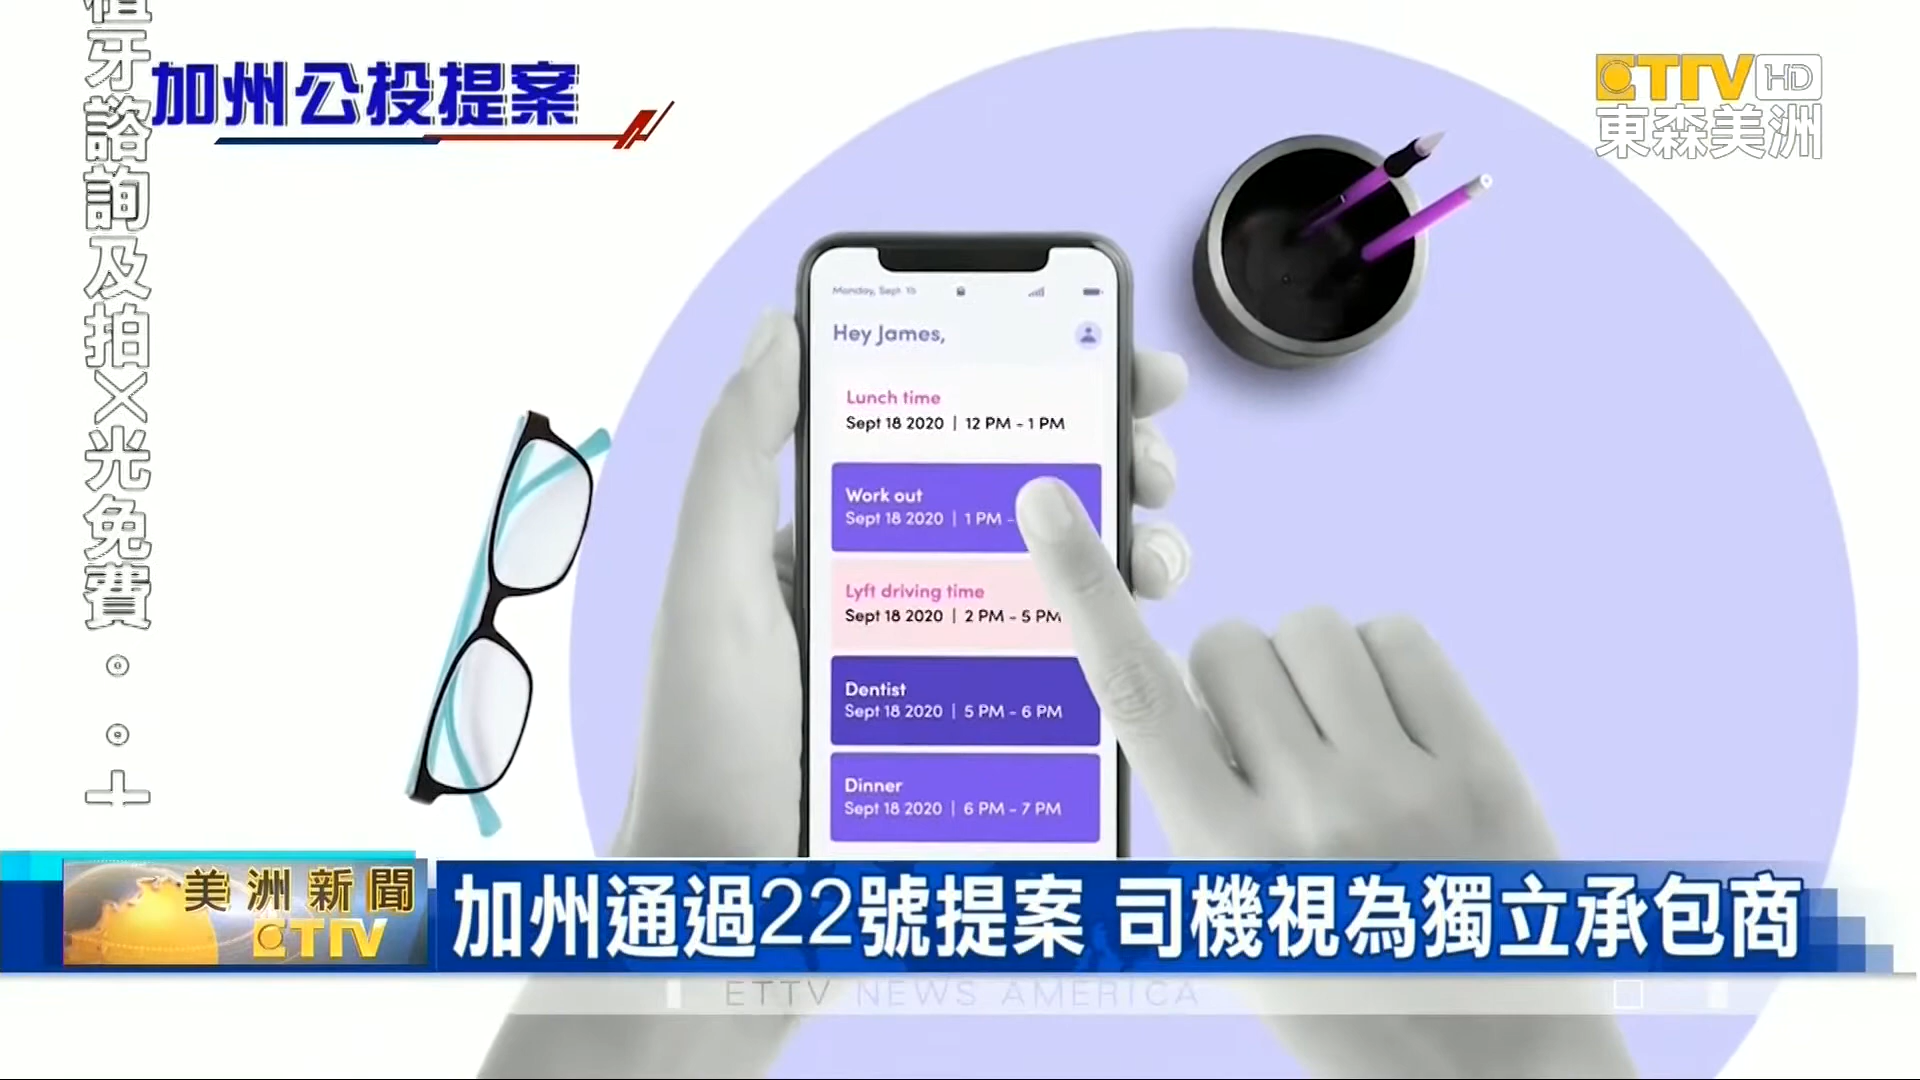 植牙諮詢及拍X光免費。。十
加州公投提案
ETTV HD
東森美洲
Monday, Sept 18
Hey James,
Lunch time
Sept 18 2020 | 12 PM - 1 PM
Work out
Sept 18 2020 | 1 PM -
Lyft driving time
Sept 18 2020 | 2 PM - 5 PM
Dentist
Sept 18 2020 | 5 PM - 6 PM
Dinner
Sept 18 2020 | 6 PM - 7 PM
美洲新聞
ETTV
加州通過22號提案 司機視為獨立承包商
ETTV NEWS AMERICA